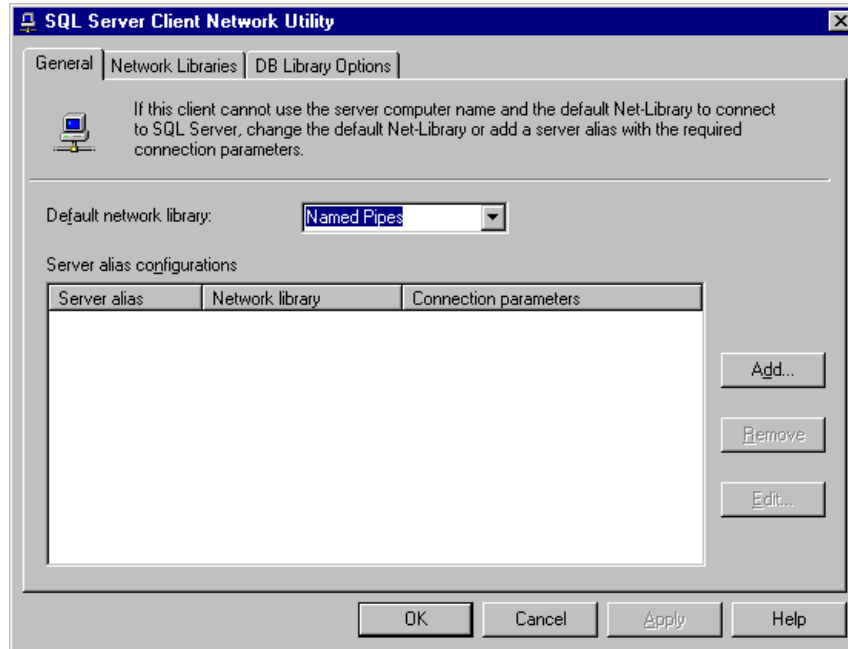 SQL Server Client Network Utility
General
Network Libraries
DB Library Options
If this client cannot use the server computer name and the default Net-Library to connect
to SQL Server, change the default Net-Library or add a server alias with the required
connection parameters.
Default network library:
Named Pipes
Server alias configurations
Server alias
Network library
Connection parameters
Add...
Remove
Edit...
OK
Cancel
Apply
Help